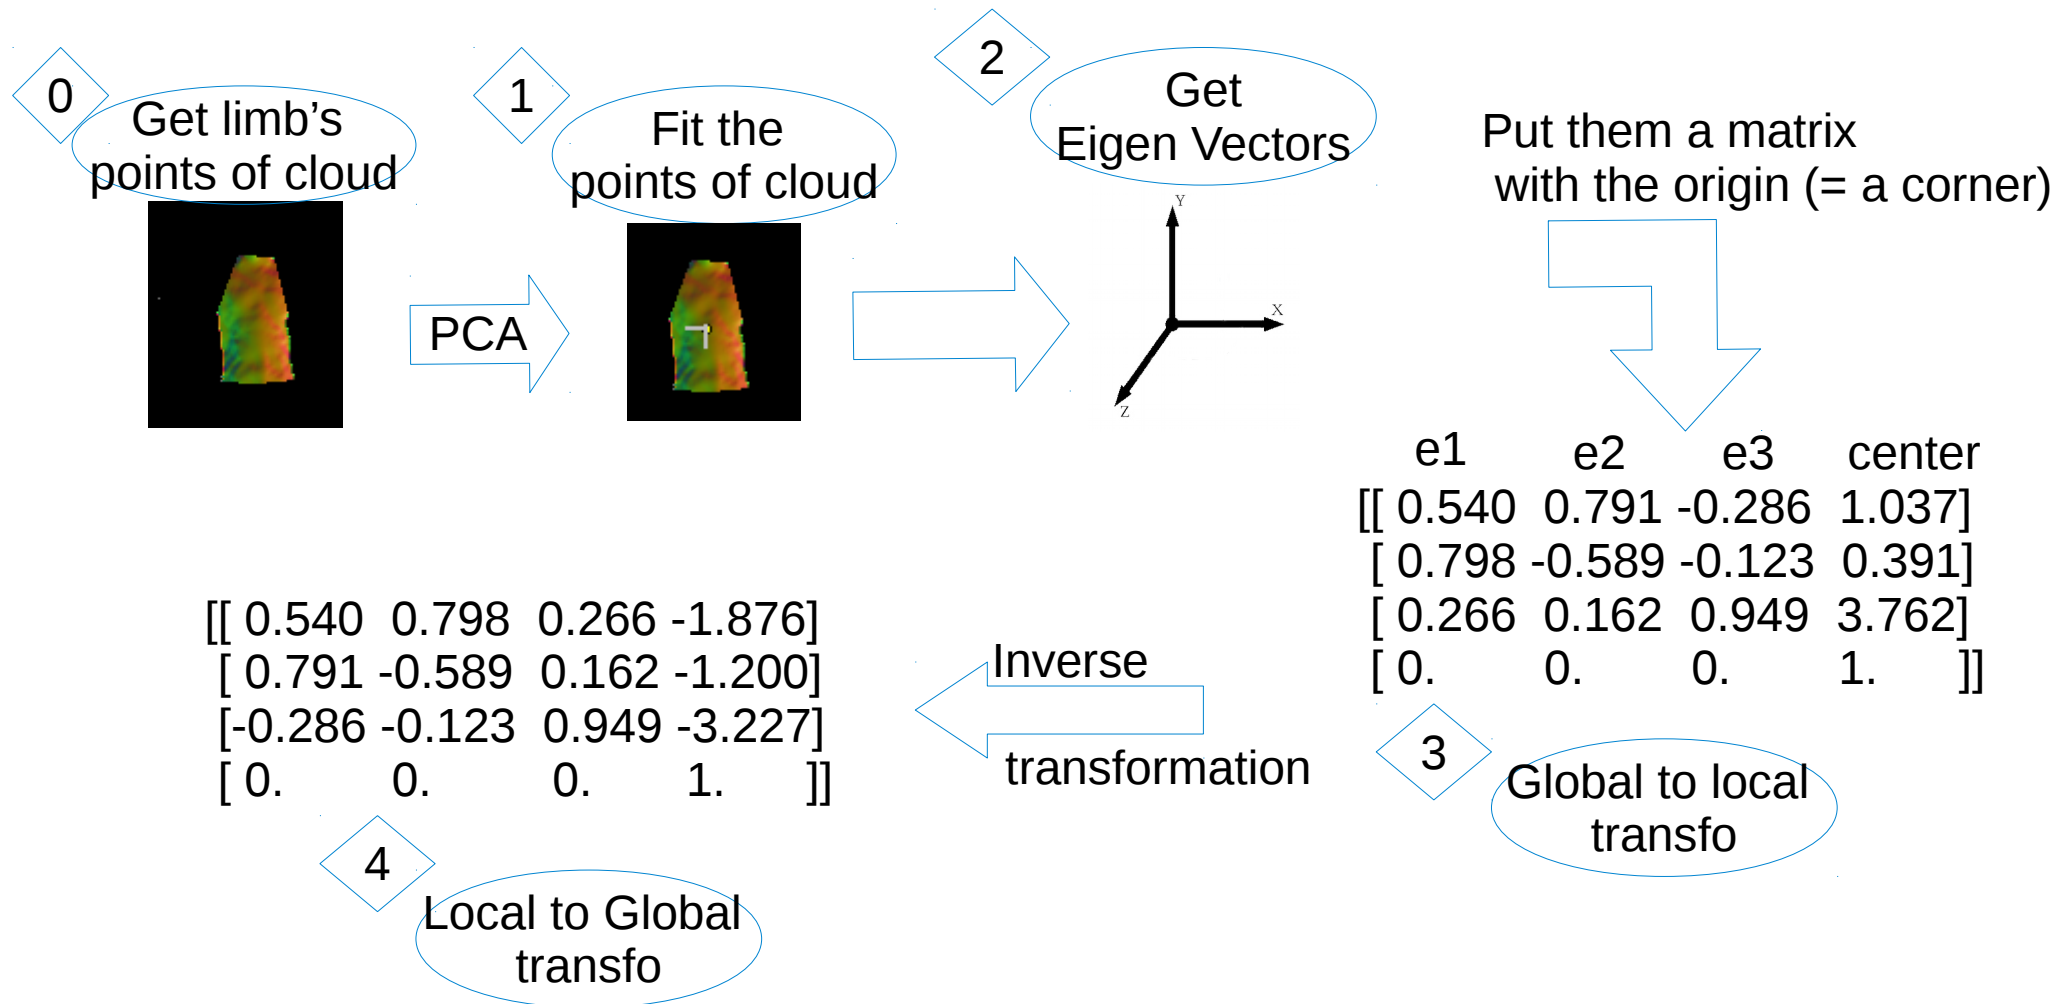 0
Get limb’s
points of cloud
1
Fit the
points of cloud
2
Get
Eigen Vectors
Put them a matrix
with the origin (= a corner)
PCA
Y
X
Z
e1 e2 e3 center
[[ 0.540 0.791 -0.286 1.037]
[ 0.798 -0.589 -0.123 0.391]
[ 0.266 0.162 0.949 3.762]
[ 0. 0. 0. 1. ]]
3
Global to local
transfo
Inverse
transformation
[[ 0.540 0.798 0.266 -1.876]
[ 0.791 -0.589 0.162 -1.200]
[-0.286 -0.123 0.949 -3.227]
[ 0. 0. 0. 1. ]]
4
Local to Global
transfo